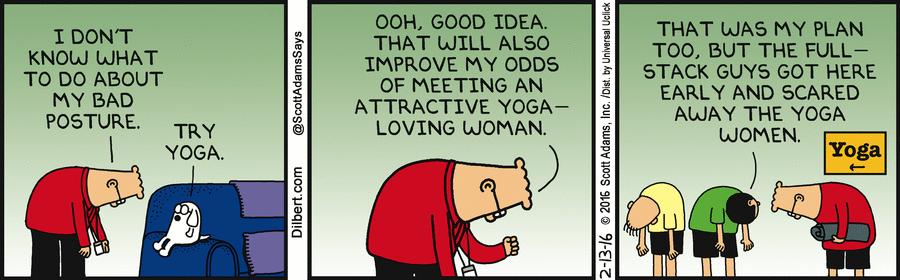 I DON'T
KNOW WHAT
TO DO ABOUT
MY BAD
POSTURE.
TRY
YOGA.
Dilbert.com @ScottAdamsSays
OOH, GOOD IDEA.
THAT WILL ALSO
IMPROVE MY ODDS
OF MEETING AN
ATTRACTIVE YOGA–
LOVING WOMAN.
2-13-16 © 2016 Scott Adams, Inc. /Dist. by Universal Uclick
THAT WAS MY PLAN
TOO, BUT THE FULL–
STACK GUYS GOT HERE
EARLY AND SCARED
AWAY THE YOGA
WOMEN.
Yoga
←